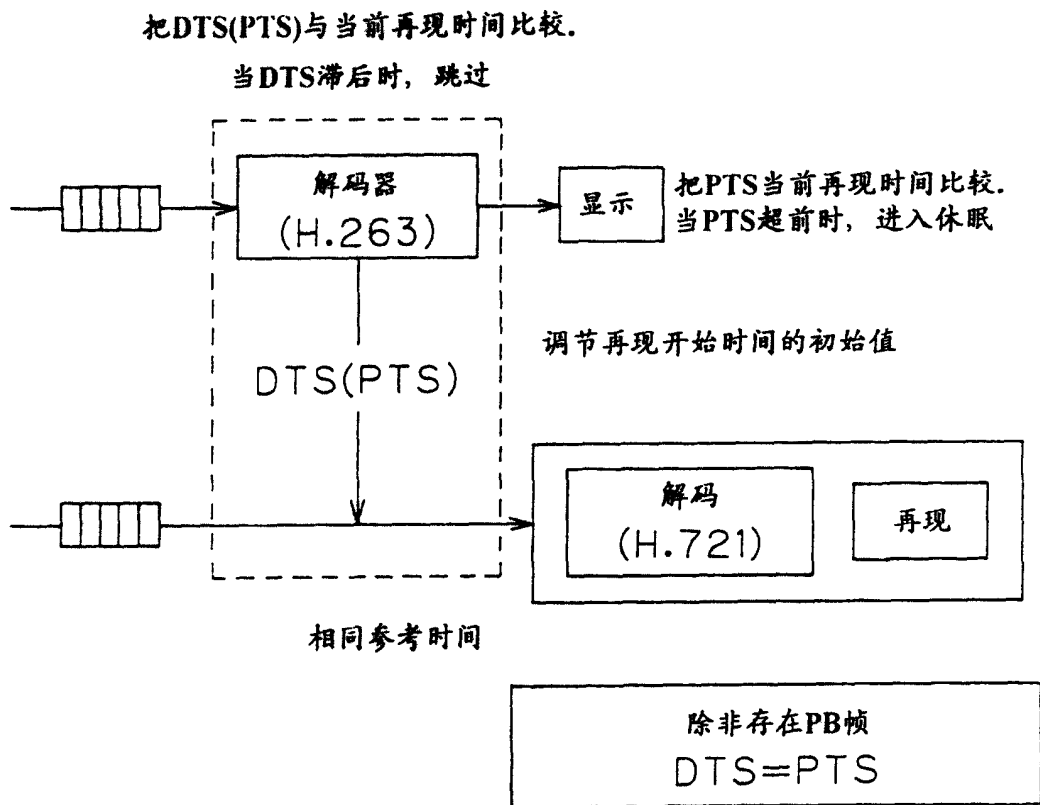 把DTS(PTS)与当前再现时间比较.
当DTS滞后时, 跳过
解码器
(H.263)
显示
把PTS当前再现时间比较.
当PTS超前时, 进入休眠
调节再现开始时间的初始值
DTS(PTS)
解码
(H.721)
再现
相同参考时间
除非存在PB帧
DTS=PTS